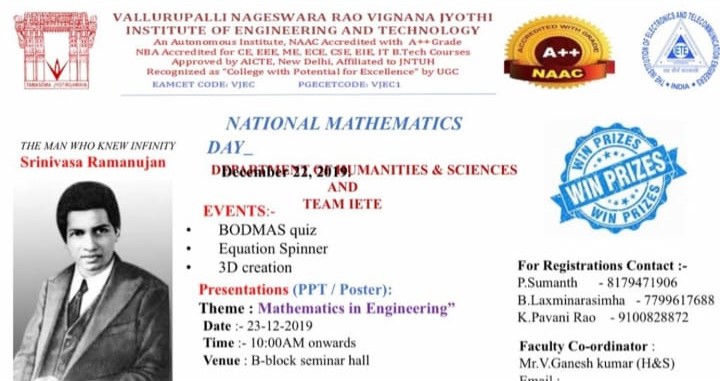 VALLURUPALLI NAGESWARA RAO VIGNANA JYOTHI
INSTITUTE OF ENGINEERING AND TECHNOLOGY
An Autonomous Institute, NAAC Accredited with A++ Grade
NBA Accredited for CE, EEE, ME, ECE, CSE, EIE, IT B.Tech Courses
Approved by AICTE, New Delhi, Affiliated to JNTUH
Recognized as "College with Potential for Excellence" by UGC
EAMCET CODE: VJEC PGECETCODE: VJEC1
TAMASOMA JYOTIRGAMAYA
ACCREDITED WITH GRADE
A++
NAAC
THE INSTITUTION OF ELECTRONICS AND TELECOMMUNICATION ENGINEERS
IETE
INDIA
THE MAN WHO KNEW INFINITY
Srinivasa Ramanujan
NATIONAL MATHEMATICS
DAY_
December 22, 2019.
DEPARTMENT OF HUMANITIES & SCIENCES
AND
TEAM IETE
EVENTS:-
• BODMAS quiz
• Equation Spinner
• 3D creation
Presentations (PPT / Poster):
Theme : Mathematics in Engineering”
Date :- 23-12-2019
Time :- 10:00AM onwards
Venue : B-block seminar hall
WIN PRIZES
WIN PRIZES
WIN PRIZES
For Registrations Contact :-
P.Sumanth - 8179471906
B.Laxminarasimha - 7799617688
K.Pavani Rao - 9100828872
Faculty Co-ordinator :
Mr.V.Ganesh kumar (H&S)
Email :